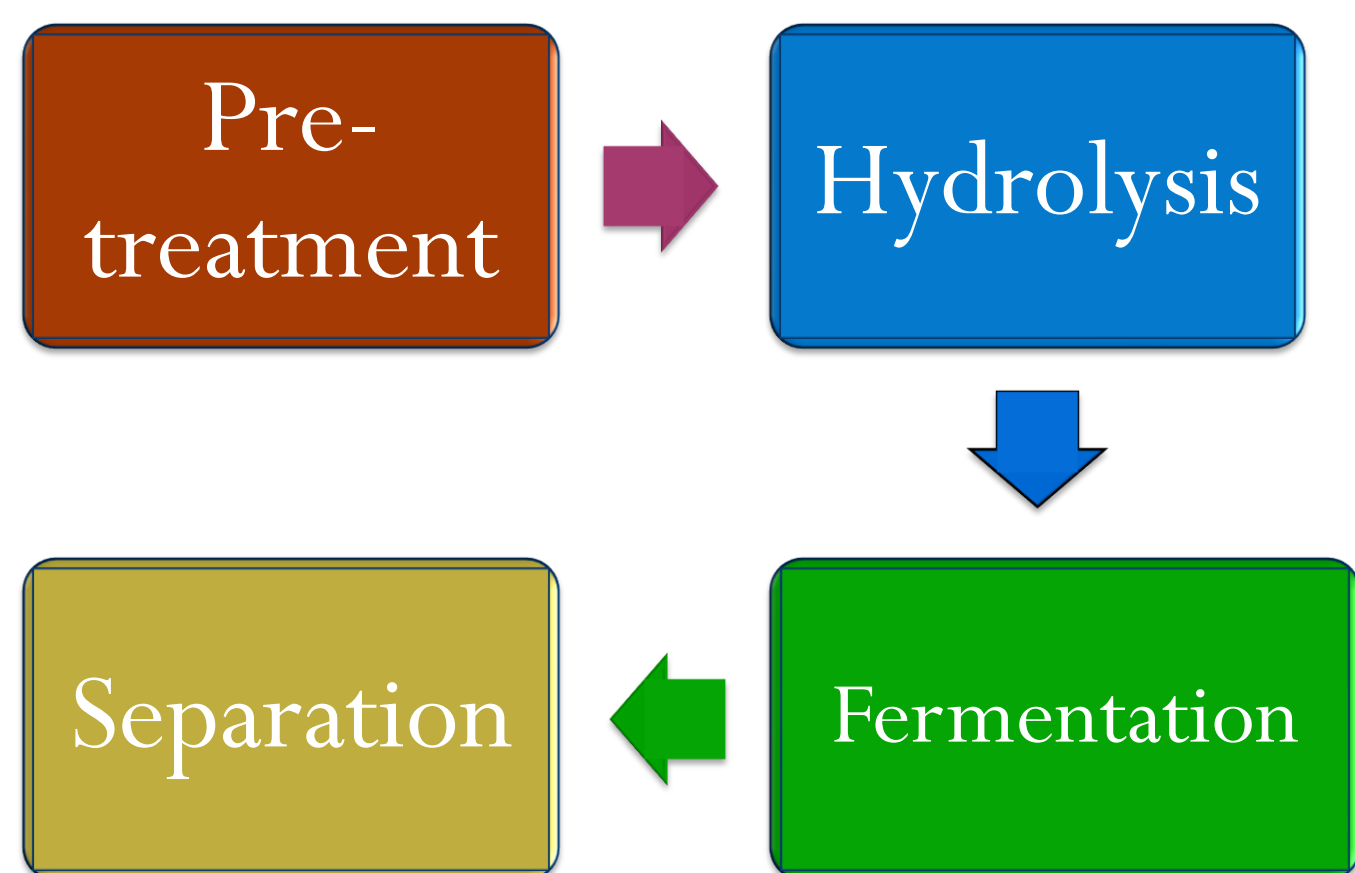 Pre-
treatment
Hydrolysis
Separation
Fermentation